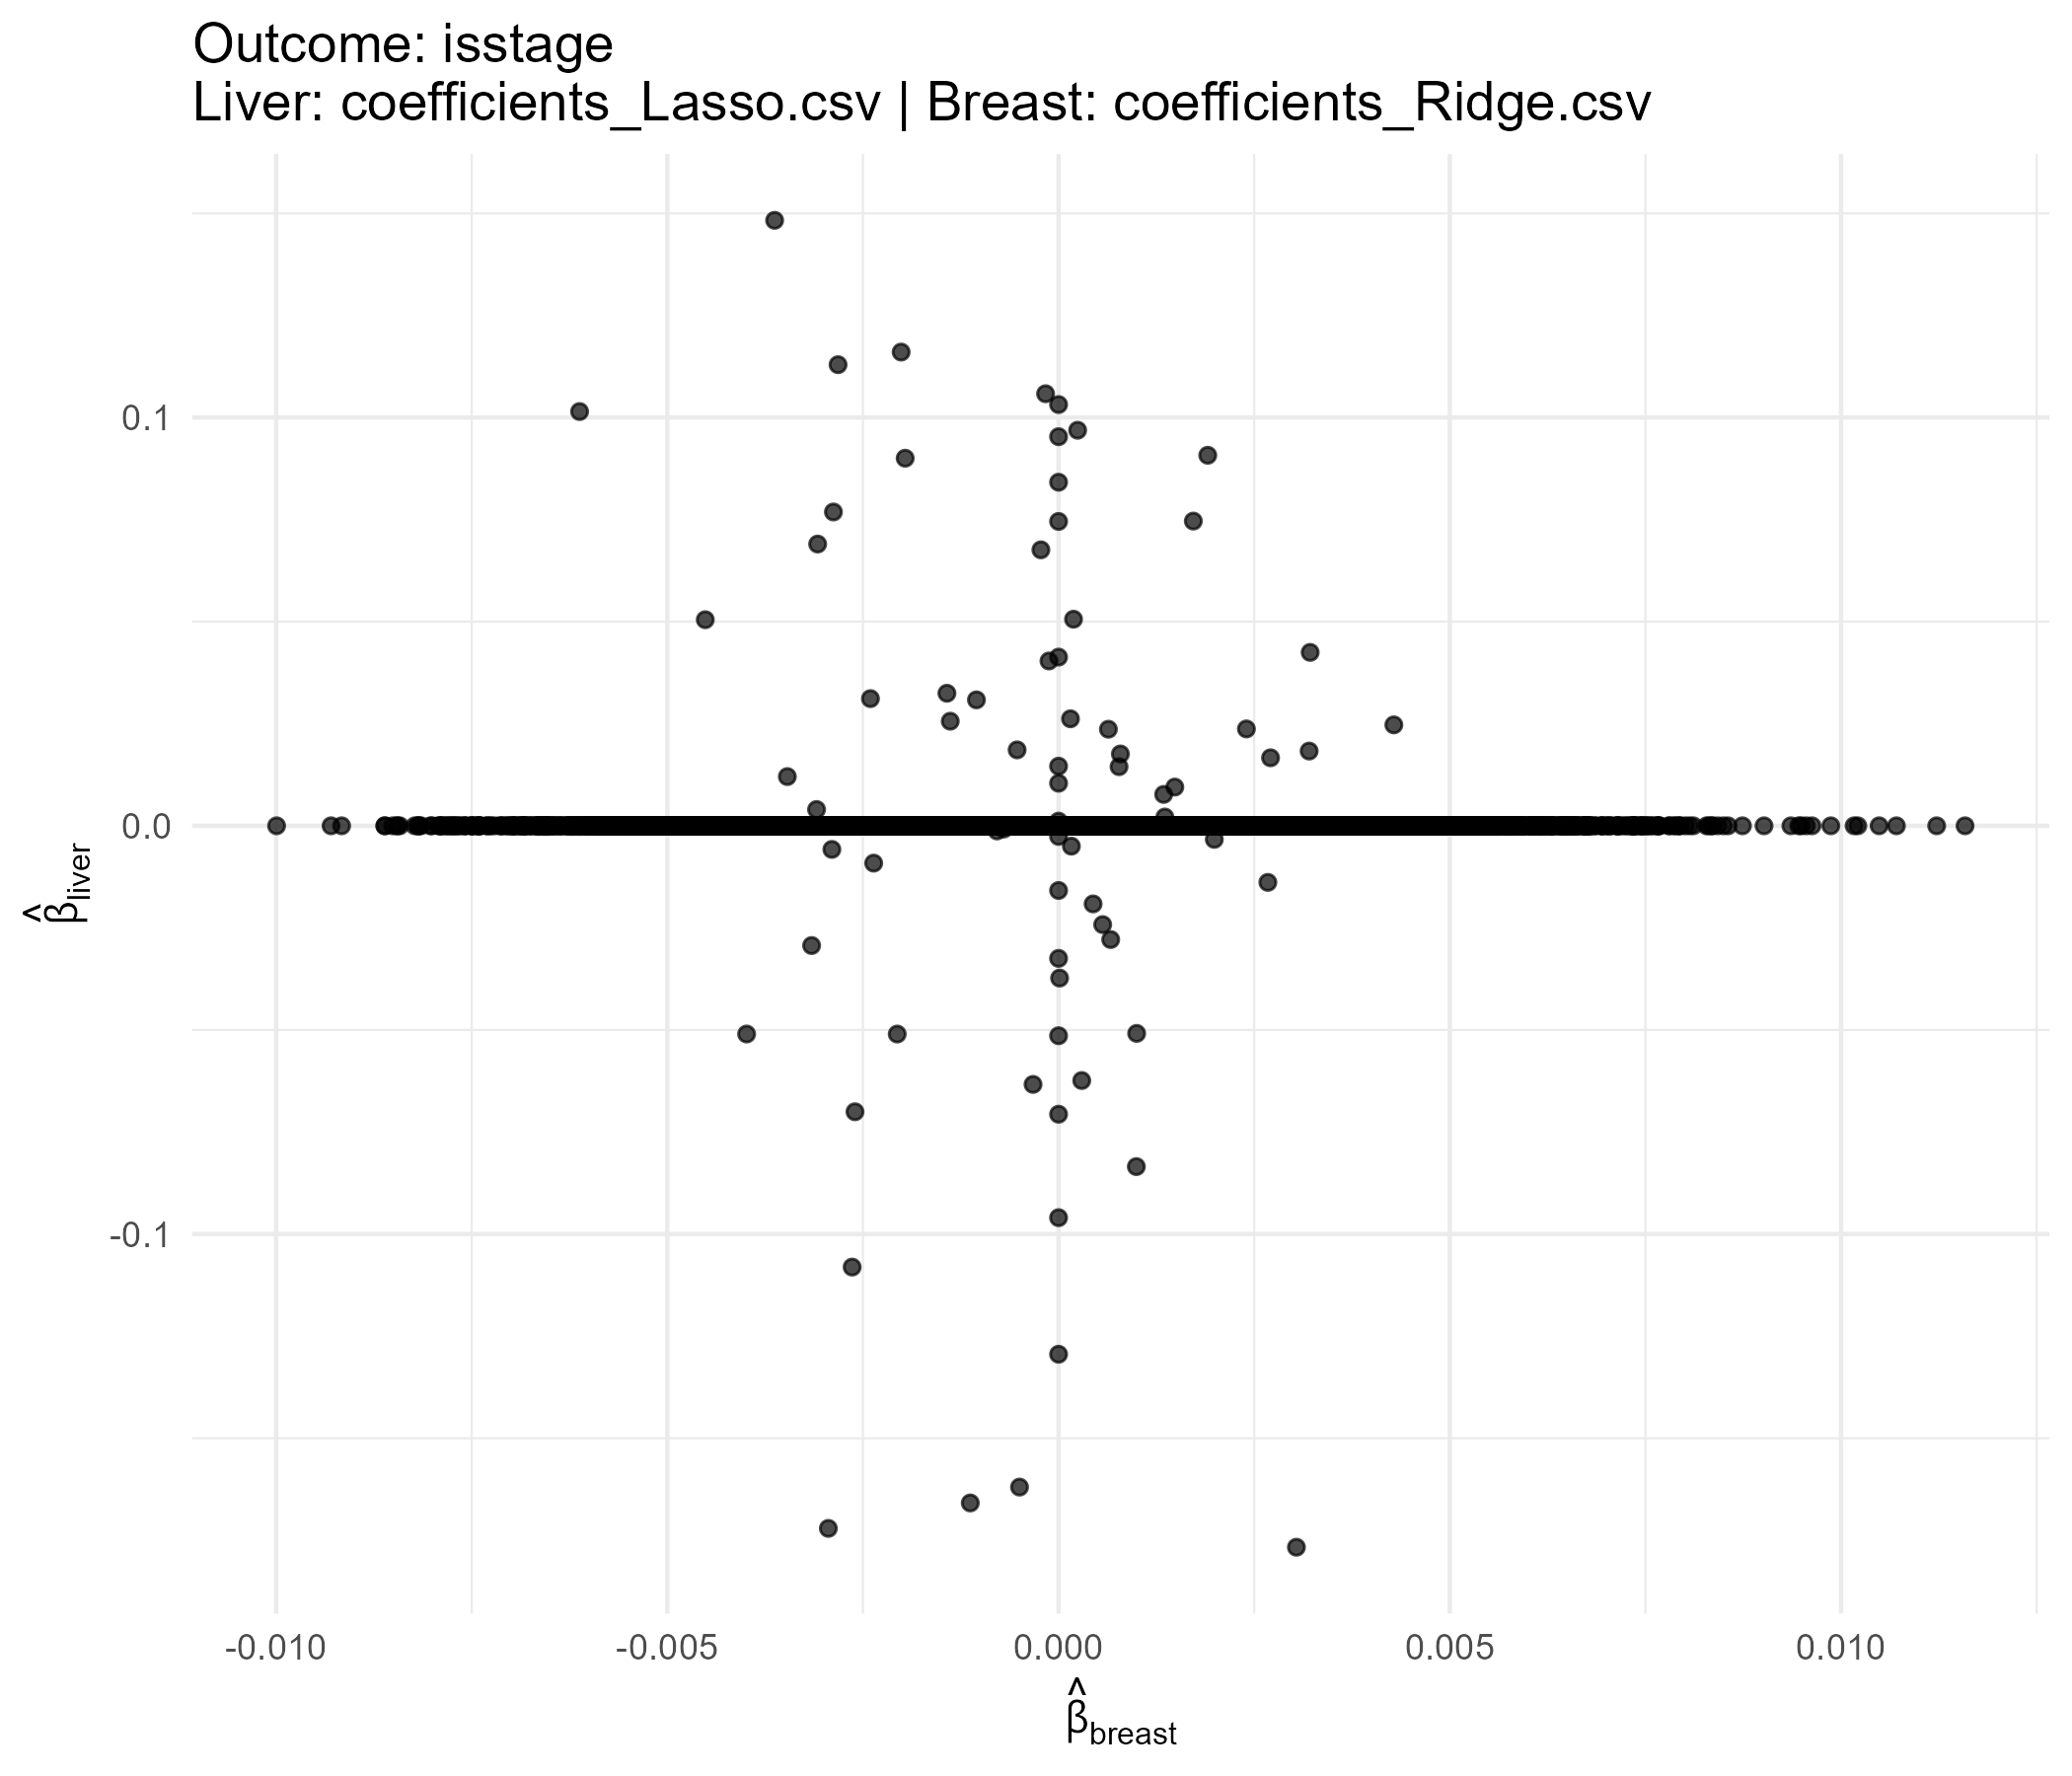 Outcome: isstage
Liver: coefficients_Lasso.csv | Breast: coefficients_Ridge.csv
0.1
0.0
-0.1
β̂liver
-0.010 -0.005 0.000 0.005 0.010
β̂breast